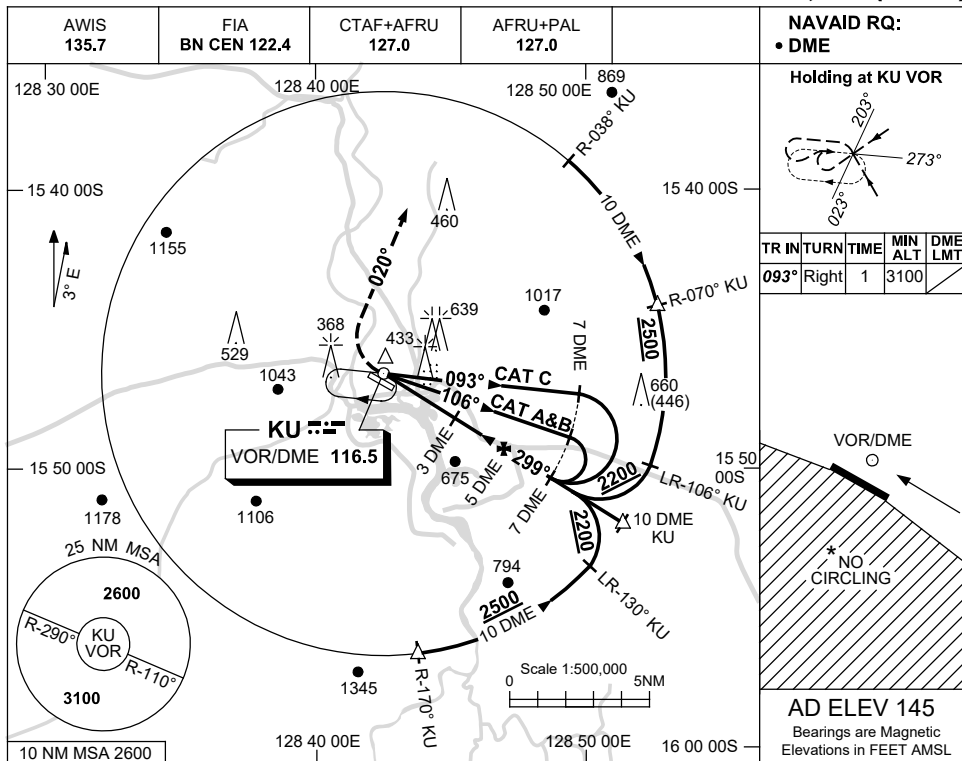 AWIS
135.7
FIA
BN CEN 122.4
CTAF+AFRU
127.0
AFRU+PAL
127.0
NAVAID RQ:
• DME
128 30 00E
128 40 00E
128 50 00E
869
Holding at KU VOR
203°
273°
023°
TR IN TURN TIME MIN ALT DME LMT
093° Right 1 3100
R-038° KU
15 40 00S
15 40 00S
10 DME
460
1155
3° E
020°
R-070° KU
1017
639
2500
368
433
529
7 DME
1043
093° CAT C
106° CAT A&B
660
(446)
KU
VOR/DME 116.5
3 DME
299°
2200
LR-106° KU
15 50 00S
15 50 00S
675
5 DME
7 DME
10 DME
KU
1178
1106
2200
VOR/DME
*NO
CIRCLING
25 NM MSA
2600
R-290°
KU
VOR
R-110°
3100
794
LR-130° KU
2500
10 DME
R-170° KU
1345
Scale 1:500,000
0 5NM
10 NM MSA 2600
128 40 00E
128 50 00E
16 00 00S
AD ELEV 145
Bearings are Magnetic
Elevations in FEET AMSL